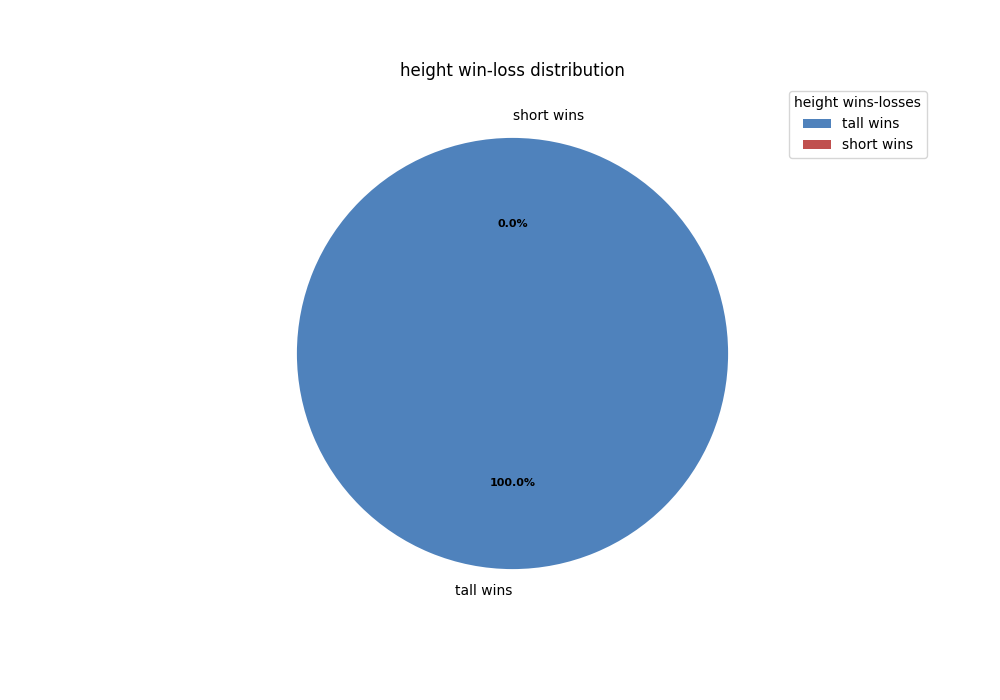 height win-loss distribution
short wins
height wins-losses
tall wins
short wins
0.0%
100.0%
tall wins